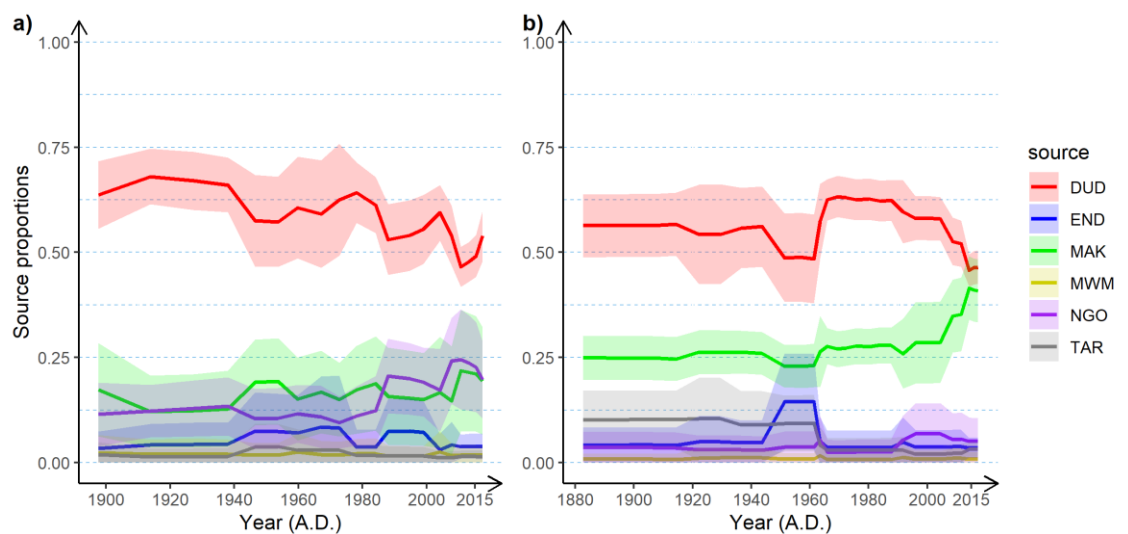 a)
b)
Source proportions
1.00
0.75
0.50
0.25
0.00
1900 1920 1940 1960 1980 2000 2015
Year (A.D.)
1.00
0.75
0.50
0.25
0.00
1880 1900 1920 1940 1960 1980 2000 2015
Year (A.D.)
source
DUD
END
MAK
MWM
NGO
TAR